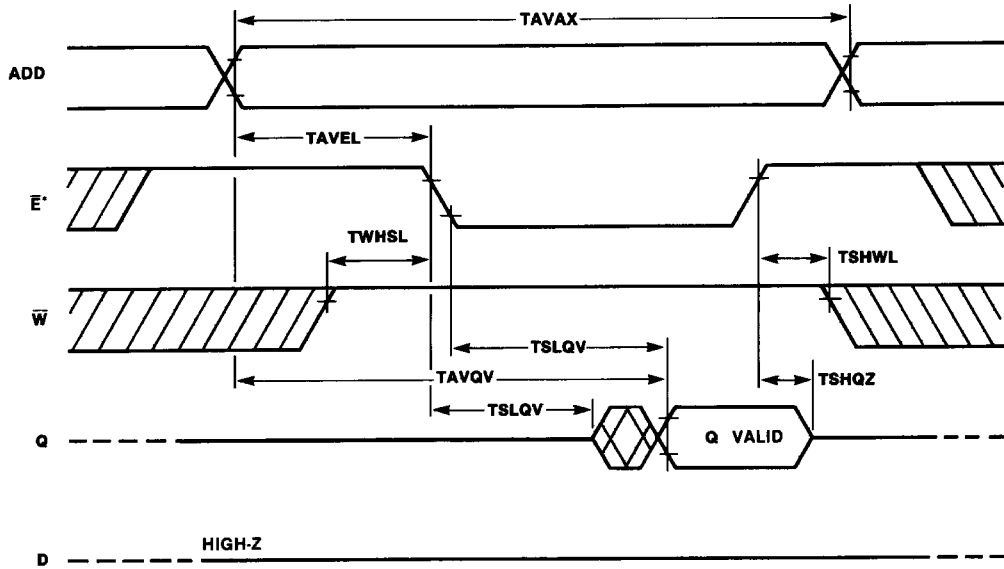 TAVAX
ADD
TAVEL
E̅*
TWHSL
TSHWL
W̅
TSLQV
TAVQV
TSHQZ
TSLQV
Q
Q VALID
HIGH-Z
D